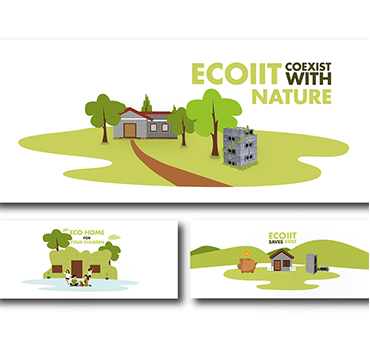 ECOIIT COEXIST
WITH
NATURE
ECO HOME
FOR
YOUR CHILDREN
ECOIIT
SAVES COST